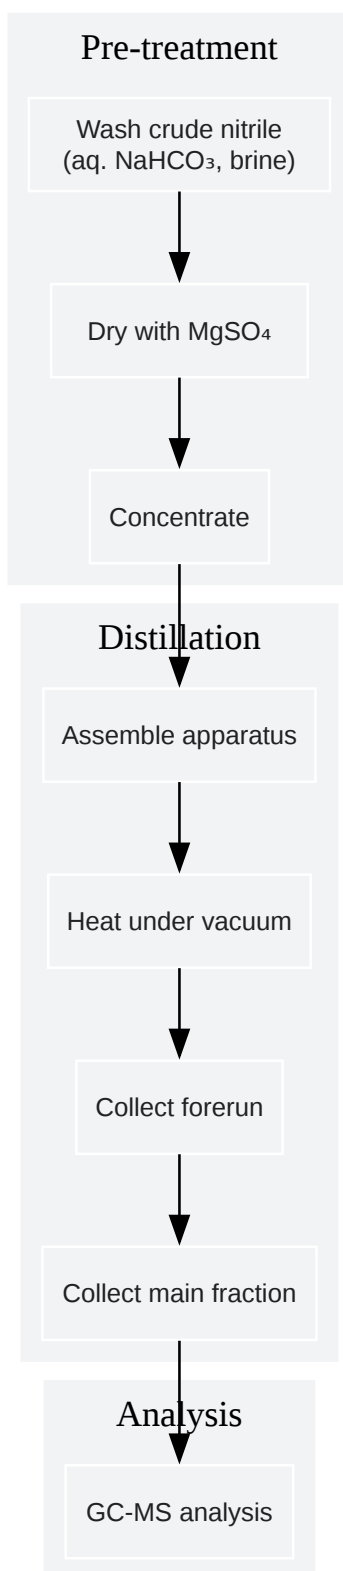 Pre-treatment
Wash crude nitrile
(aq. NaHCO₃, brine)
Dry with MgSO₄
Concentrate
Distillation
Assemble apparatus
Heat under vacuum
Collect forerun
Collect main fraction
Analysis
GC-MS analysis